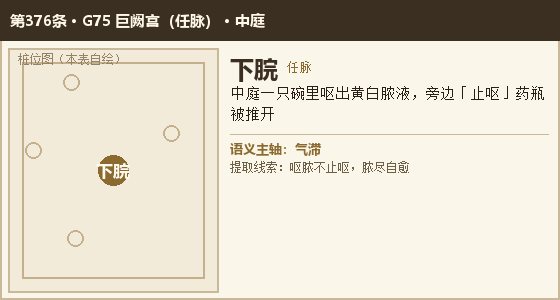 第376条・G75 巨阙宫（任脉）・中庭
桩位图（本表自绘）
下脘
下脘 任脉
中庭一只碗里呕出黄白脓液，旁边「止呕」药瓶
被推开
语义主轴：气滞
提取线索：呕脓不止呕，脓尽自愈